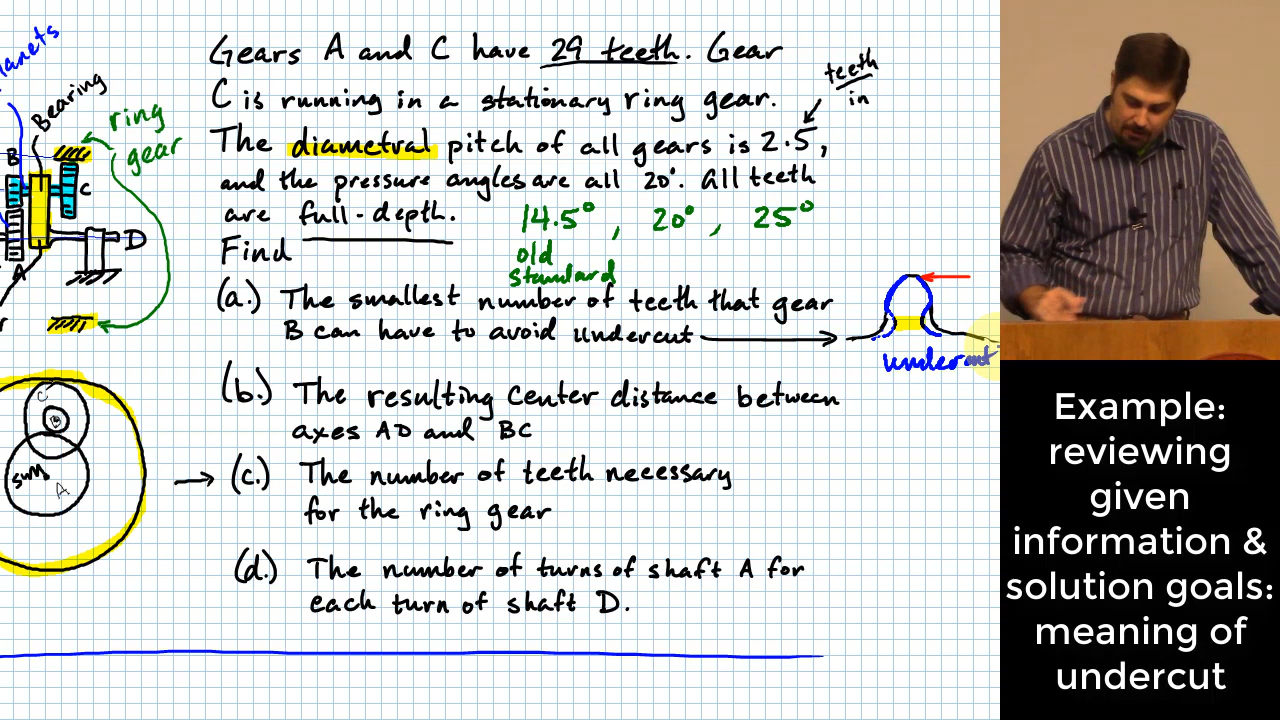 lanets
Bearing
ring
gear
B
C
D
A
C
B
sun
A
Gears A and C have 29 teeth. Gear
C is running in a stationary ring gear.
The diametral pitch of all gears is 2.5,
and the pressure angles are all 20°. All teeth
are full-depth.
teeth
in
14.5°, 20°, 25°
old
standard
Find
(a.) The smallest number of teeth that gear
B can have to avoid undercut
undercut
(b.) The resulting center distance between
axes AD and BC
(c.) The number of teeth necessary
for the ring gear
(d.) The number of turns of shaft A for
each turn of shaft D.
Example:
reviewing
given
information &
solution goals:
meaning of
undercut